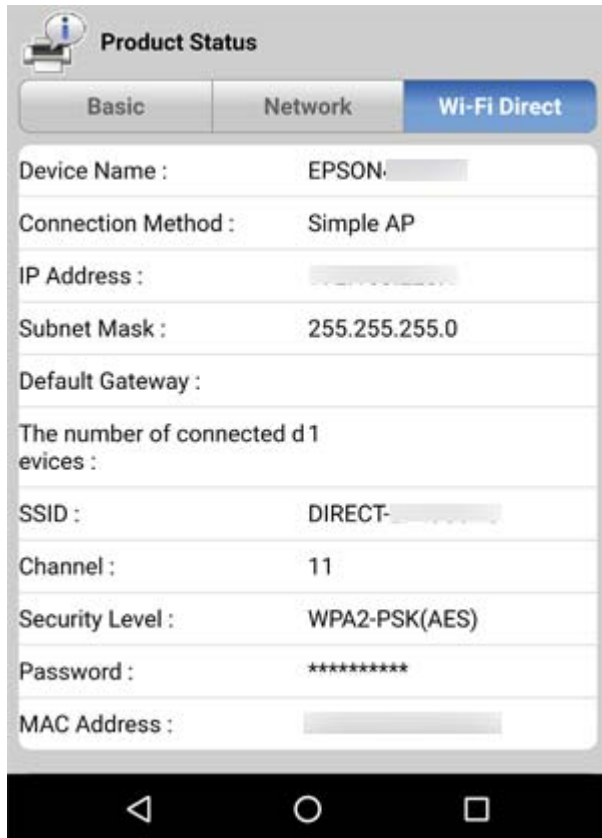 Product Status
Basic Network Wi-Fi Direct
Device Name : EPSON
Connection Method : Simple AP
IP Address :
Subnet Mask : 255.255.255.0
Default Gateway :
The number of connected d 1
evices :
SSID : DIRECT-
Channel : 11
Security Level : WPA2-PSK(AES)
Password : **********
MAC Address :